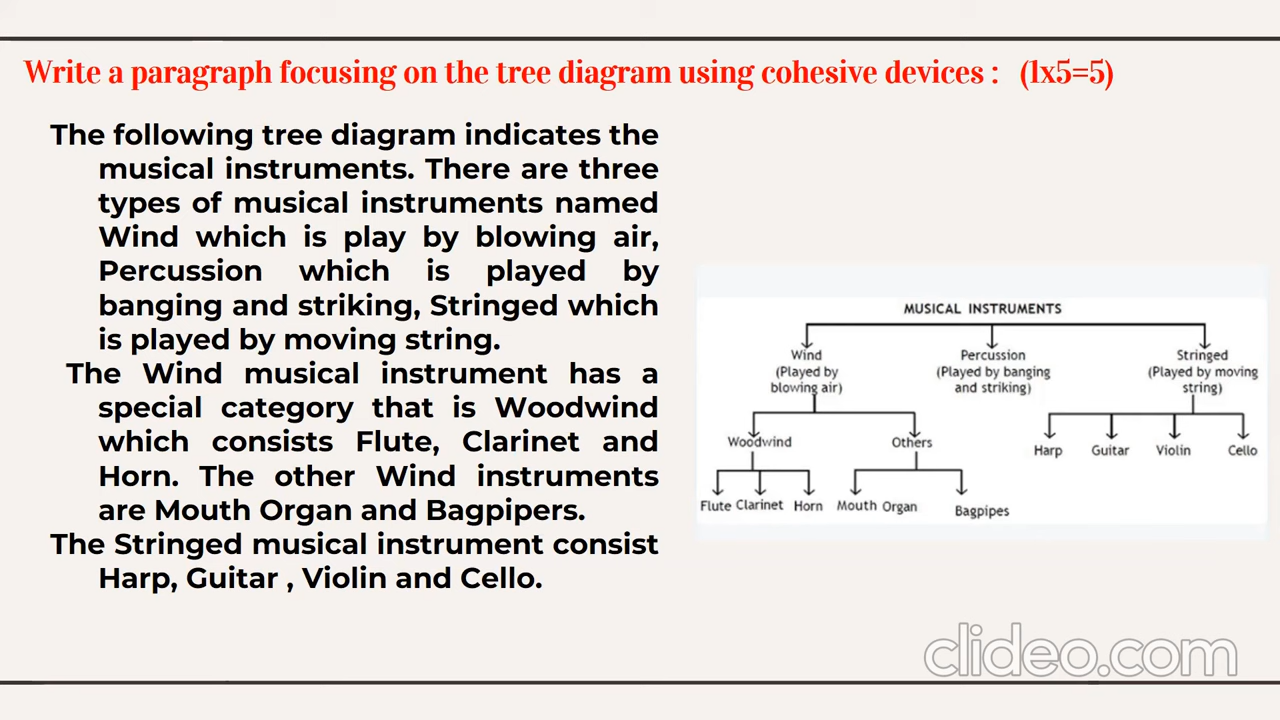 Write a paragraph focusing on the tree diagram using cohesive devices : (1x5=5)
The following tree diagram indicates the
musical instruments. There are three
types of musical instruments named
Wind which is play by blowing air,
Percussion which is played by
banging and striking, Stringed which
is played by moving string.
The Wind musical instrument has a
special category that is Woodwind
which consists Flute, Clarinet and
Horn. The other Wind instruments
are Mouth Organ and Bagpipers.
The Stringed musical instrument consist
Harp, Guitar , Violin and Cello.
MUSICAL INSTRUMENTS
Wind
(Played by
blowing air)
Percussion
(Played by banging
and striking)
Stringed
(Played by moving
string)
Woodwind
Others
Harp
Guitar
Violin
Cello
Flute
Clarinet
Horn
Mouth Organ
Bagpipes
clideo.com